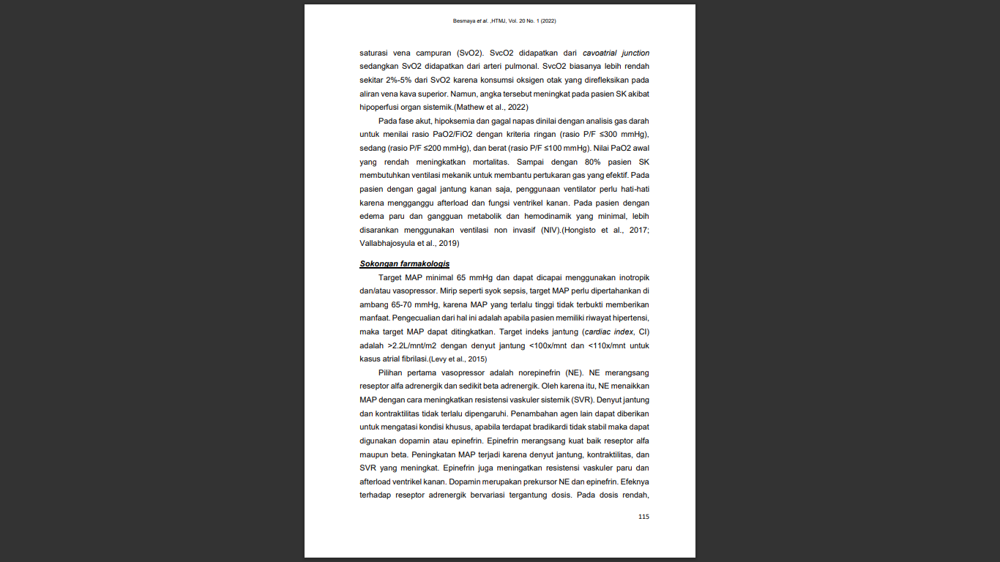 Besmaya et al. ,HTMJ, Vol. 20 No. 1 (2022)
saturasi vena campuran (SvO2). SvcO2 didapatkan dari cavoatrial junction
sedangkan SvO2 didapatkan dari arteri pulmonal. SvcO2 biasanya lebih rendah
sekitar 2%-5% dari SvO2 karena konsumsi oksigen otak yang direfleksikan pada
aliran vena kava superior. Namun, angka tersebut meningkat pada pasien SK akibat
hipoperfusi organ sistemik.(Mathew et al., 2022)
Pada fase akut, hipoksemia dan gagal napas dinilai dengan analisis gas darah
untuk menilai rasio PaO2/FiO2 dengan kriteria ringan (rasio P/F ≤300 mmHg),
sedang (rasio P/F ≤200 mmHg), dan berat (rasio P/F ≤100 mmHg). Nilai PaO2 awal
yang rendah meningkatkan mortalitas. Sampai dengan 80% pasien SK
membutuhkan ventilasi mekanik untuk membantu pertukaran gas yang efektif. Pada
pasien dengan gagal jantung kanan saja, penggunaan ventilator perlu hati-hati
karena mengganggu afterload dan fungsi ventrikel kanan. Pada pasien dengan
edema paru dan gangguan metabolik dan hemodinamik yang minimal, lebih
disarankan menggunakan ventilasi non invasif (NIV).(Hongisto et al., 2017;
Vallabhajosyula et al., 2019)
Sokongan farmakologis
Target MAP minimal 65 mmHg dan dapat dicapai menggunakan inotropik
dan/atau vasopressor. Mirip seperti syok sepsis, target MAP perlu dipertahankan di
ambang 65-70 mmHg, karena MAP yang terlalu tinggi tidak terbukti memberikan
manfaat. Pengecualian dari hal ini adalah apabila pasien memiliki riwayat hipertensi,
maka target MAP dapat ditingkatkan. Target indeks jantung (cardiac index, CI)
adalah >2.2L/mnt/m2 dengan denyut jantung <100x/mnt dan <110x/mnt untuk
kasus atrial fibrilasi.(Levy et al., 2015)
Pilihan pertama vasopressor adalah norepinefrin (NE). NE merangsang
reseptor alfa adrenergik dan sedikit beta adrenergik. Oleh karena itu, NE menaikkan
MAP dengan cara meningkatkan resistensi vaskuler sistemik (SVR). Denyut jantung
dan kontraktilitas tidak terlalu dipengaruhi. Penambahan agen lain dapat diberikan
untuk mengatasi kondisi khusus, apabila terdapat bradikardi tidak stabil maka dapat
digunakan dopamin atau epinefrin. Epinefrin merangsang kuat baik reseptor alfa
maupun beta. Peningkatan MAP terjadi karena denyut jantung, kontraktilitas, dan
SVR yang meningkat. Epinefrin juga meningatkan resistensi vaskuler paru dan
afterload ventrikel kanan. Dopamin merupakan prekursor NE dan epinefrin. Efeknya
terhadap reseptor adrenergik bervariasi tergantung dosis. Pada dosis rendah,
115